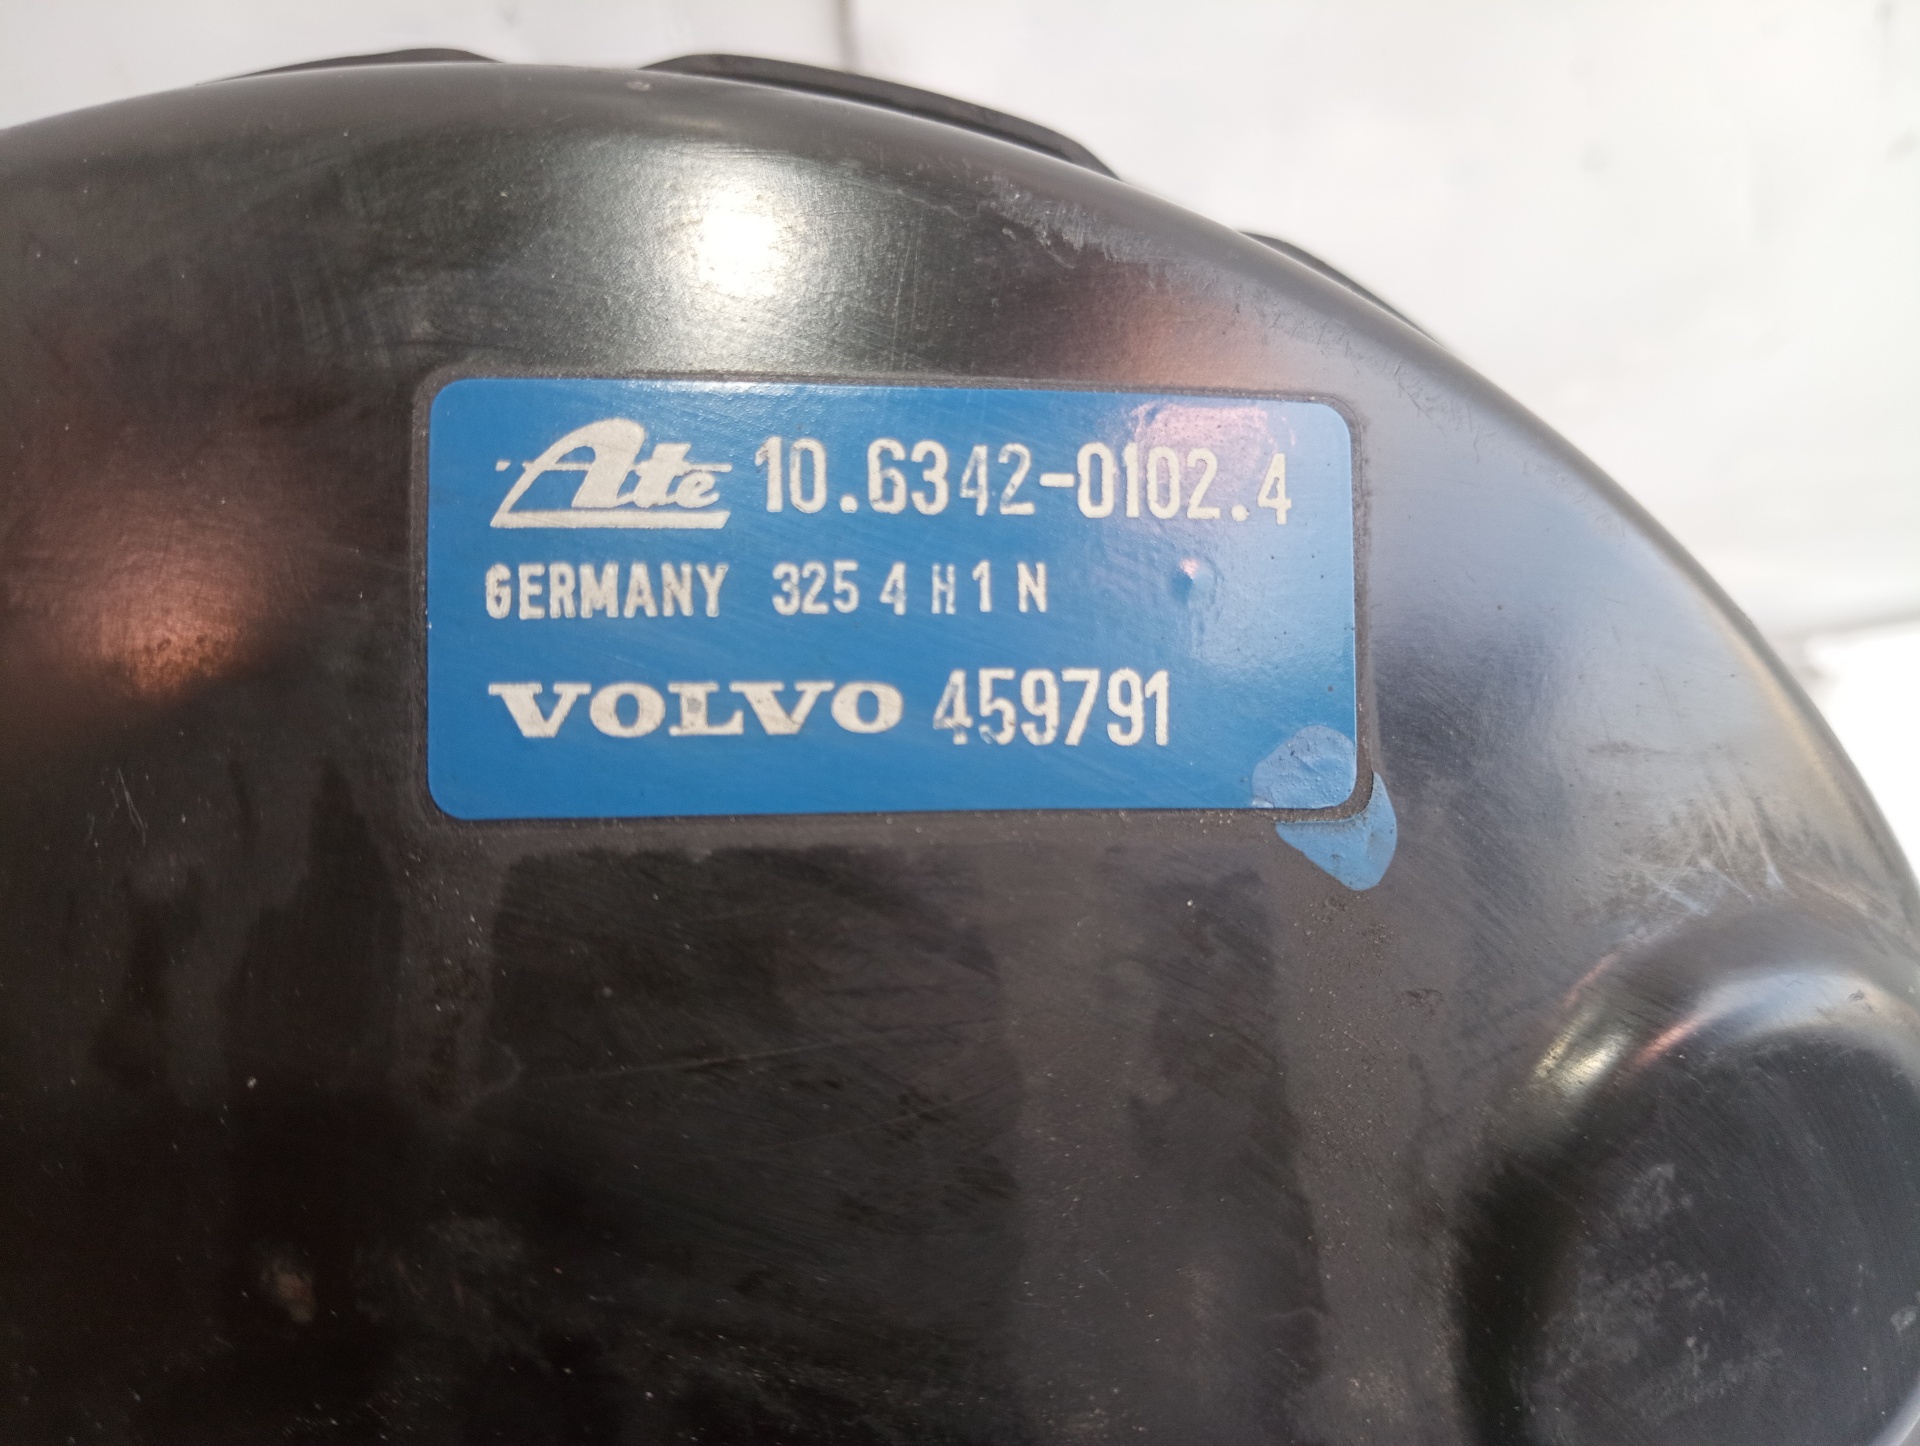 Ate 10.6342-0102.4
GERMANY 325 4 H 1 N
VOLVO 459791